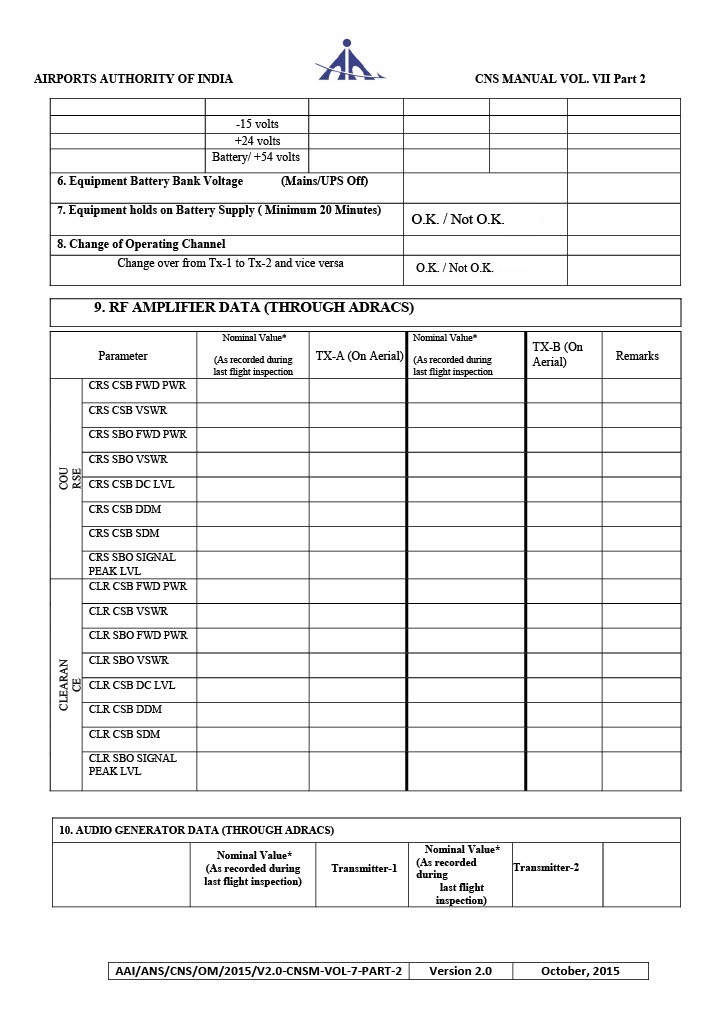 AIRPORTS AUTHORITY OF INDIA CNS MANUAL VOL. VII Part 2
-15 volts
+24 volts
Battery/ +54 volts
6. Equipment Battery Bank Voltage (Mains/UPS Off)
7. Equipment holds on Battery Supply ( Minimum 20 Minutes) O.K. / Not O.K.
8. Change of Operating Channel
Change over from Tx-1 to Tx-2 and vice versa O.K. / Not O.K.
9. RF AMPLIFIER DATA (THROUGH ADRACS)
Parameter
Nominal Value*
(As recorded during
last flight inspection
TX-A (On Aerial)
Nominal Value*
(As recorded during
last flight inspection
TX-B (On
Aerial)
Remarks
COU
RSE
CRS CSB FWD PWR
CRS CSB VSWR
CRS SBO FWD PWR
CRS SBO VSWR
CRS CSB DC LVL
CRS CSB DDM
CRS CSB SDM
CRS SBO SIGNAL
PEAK LVL
CLEARAN
CE
CLR CSB FWD PWR
CLR CSB VSWR
CLR SBO FWD PWR
CLR SBO VSWR
CLR CSB DC LVL
CLR CSB DDM
CLR CSB SDM
CLR SBO SIGNAL
PEAK LVL
10. AUDIO GENERATOR DATA (THROUGH ADRACS)
Nominal Value*
(As recorded during
last flight inspection)
Transmitter-1
Nominal Value*
(As recorded
during
last flight
inspection)
Transmitter-2
AAI/ANS/CNS/OM/2015/V2.0-CNSM-VOL-7-PART-2 Version 2.0 October, 2015